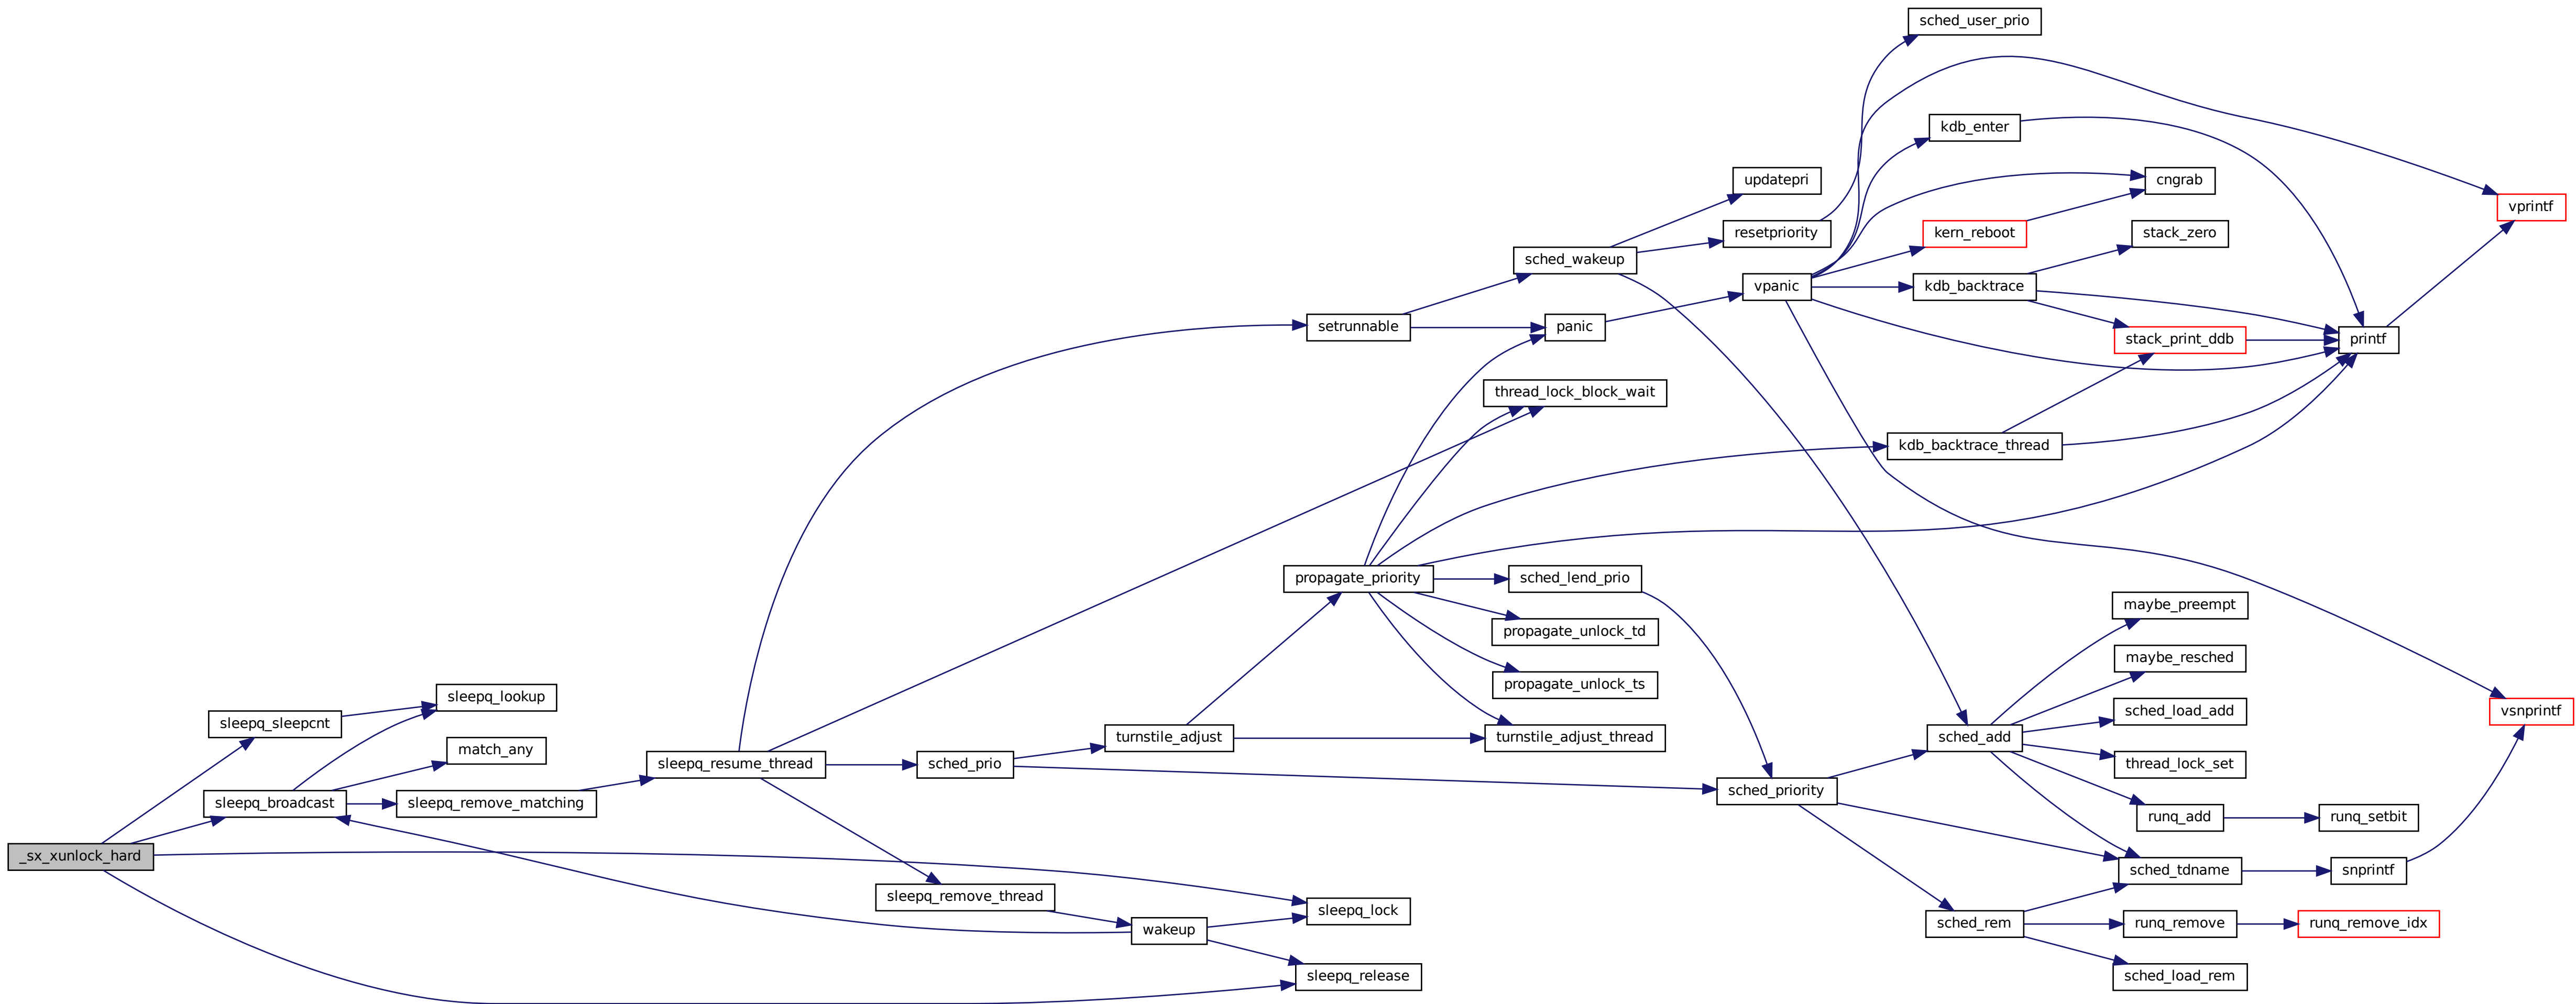 _sx_xunlock_hard
sleepq_sleepcnt
sleepq_broadcast
sleepq_lookup
match_any
sleepq_remove_matching
sleepq_resume_thread
sched_prio
sleepq_remove_thread
turnstile_adjust
wakeup
setrunnable
propagate_priority
sleepq_lock
sleepq_release
sched_wakeup
panic
thread_lock_block_wait
sched_lend_prio
propagate_unlock_td
propagate_unlock_ts
turnstile_adjust_thread
updatepri
resetpriority
vpanic
sched_priority
sched_user_prio
kdb_enter
kern_reboot
kdb_backtrace
kdb_backtrace_thread
sched_add
sched_rem
cngrab
stack_zero
stack_print_ddb
maybe_preempt
maybe_resched
sched_load_add
thread_lock_set
runq_add
sched_tdname
runq_remove
sched_load_rem
printf
runq_setbit
snprintf
runq_remove_idx
vprintf
vsnprintf